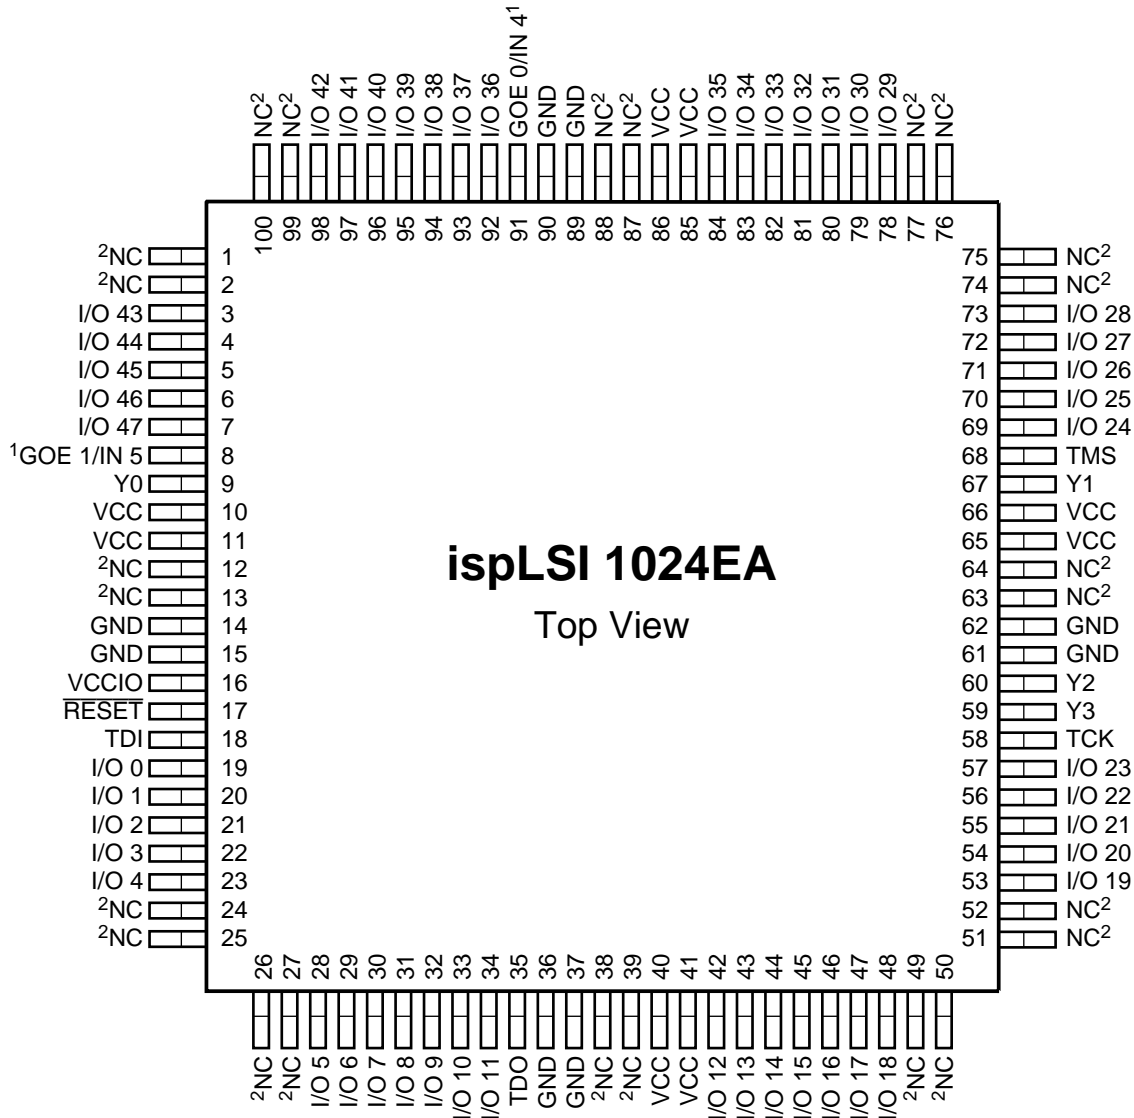 NC²
NC²
I/O 42
I/O 41
I/O 40
I/O 39
I/O 38
I/O 37
I/O 36
GOE 0/IN 4¹
GND
GND
NC²
NC²
VCC
VCC
I/O 35
I/O 34
I/O 33
I/O 32
I/O 31
I/O 30
I/O 29
NC²
NC²
100
99
98
97
96
95
94
93
92
91
90
89
88
87
86
85
84
83
82
81
80
79
78
77
76
²NC 1
²NC 2
I/O 43 3
I/O 44 4
I/O 45 5
I/O 46 6
I/O 47 7
¹GOE 1/IN 5 8
Y0 9
VCC 10
VCC 11
²NC 12
²NC 13
GND 14
GND 15
VCCIO 16
R̅E̅S̅E̅T̅ 17
TDI 18
I/O 0 19
I/O 1 20
I/O 2 21
I/O 3 22
I/O 4 23
²NC 24
²NC 25
ispLSI 1024EA
Top View
75 NC²
74 NC²
73 I/O 28
72 I/O 27
71 I/O 26
70 I/O 25
69 I/O 24
68 TMS
67 Y1
66 VCC
65 VCC
64 NC²
63 NC²
62 GND
61 GND
60 Y2
59 Y3
58 TCK
57 I/O 23
56 I/O 22
55 I/O 21
54 I/O 20
53 I/O 19
52 NC²
51 NC²
26
27
28
29
30
31
32
33
34
35
36
37
38
39
40
41
42
43
44
45
46
47
48
49
50
²NC
²NC
I/O 5
I/O 6
I/O 7
I/O 8
I/O 9
I/O 10
I/O 11
TDO
GND
GND
²NC
²NC
VCC
VCC
I/O 12
I/O 13
I/O 14
I/O 15
I/O 16
I/O 17
I/O 18
²NC
²NC